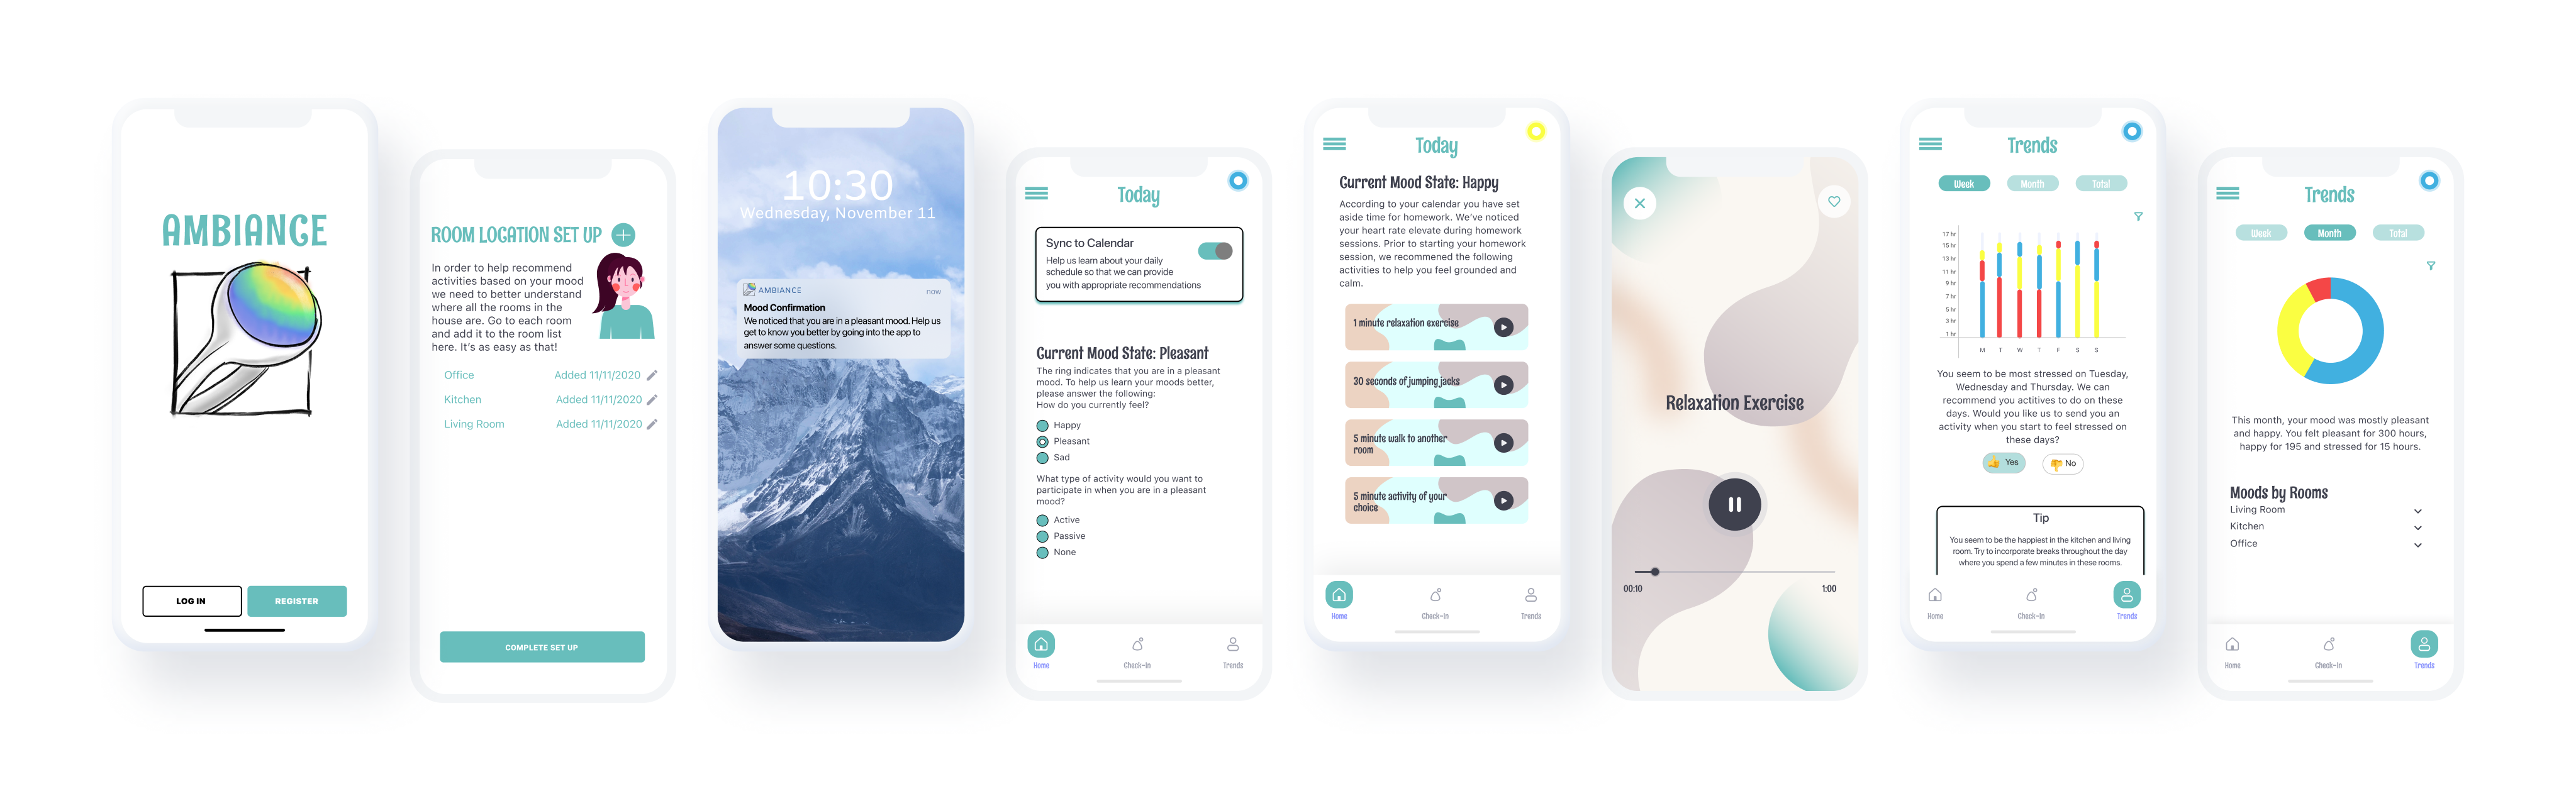 AMBIANCE
LOG IN
REGISTER
ROOM LOCATION SET UP
In order to help recommend
activities based on your mood
we need to better understand
where all the rooms in the
house are. Go to each room
and add it to the room list
here. It's as easy as that!
Office Added 11/11/2020
Kitchen Added 11/11/2020
Living Room Added 11/11/2020
COMPLETE SET UP
10:30
Wednesday, November 11
AMBIANCE now
Mood Confirmation
We noticed that you are in a pleasant mood. Help us
get to know you better by going into the app to
answer some questions.
Today
Sync to Calendar
Help us learn about your daily
schedule so that we can provide
you with appropriate recommendations
Current Mood State: Pleasant
The ring indicates that you are in a pleasant
mood. To help us learn your moods better,
please answer the following:
How do you currently feel?
Happy
Pleasant
Sad
What type of activity would you want to
participate in when you are in a pleasant
mood?
Active
Passive
None
Home Check-In Trends
Today
Current Mood State: Happy
According to your calendar you have set
aside time for homework. We've noticed
your heart rate elevate during homework
sessions. Prior to starting your homework
session, we recommened the following
activities to help you feel grounded and
calm.
1 minute relaxation exercise
30 seconds of jumping jacks
5 minute walk to another
room
5 minute activity of your
choice
Home Check-In Trends
Relaxation Exercise
00:10 1:00
Trends
Week Month Total
17 hr
15 hr
13 hr
11 hr
9 hr
7 hr
5 hr
3 hr
1 hr
M T W T F S S
You seem to be most stressed on Tuesday,
Wednesday and Thursday. We can
recommend you actitives to do on these
days. Would you like us to send you an
activity when you start to feel stressed on
these days?
Yes No
Tip
You seem to be the happiest in the kitchen and living
room. Try to incorporate breaks throughout the day
where you spend a few minutes in these rooms.
Home Check-In Trends
Trends
Week Month Total
This month, your mood was mostly pleasant
and happy. You felt pleasant for 300 hours,
happy for 195 and stressed for 15 hours.
Moods by Rooms
Living Room
Kitchen
Office
Home Check-In Trends